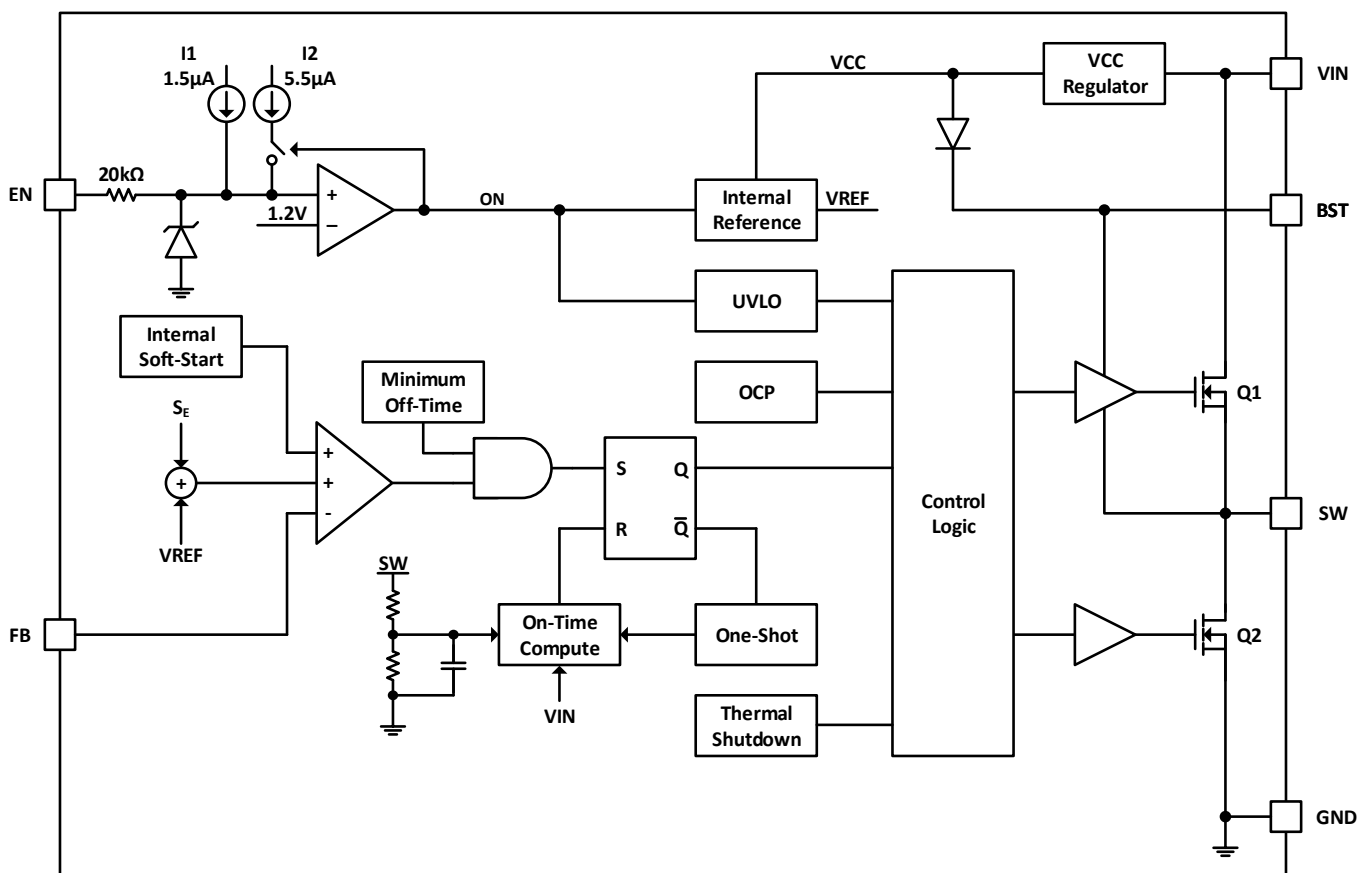 I1
1.5µA
I2
5.5µA
VCC
VCC
Regulator
VIN
EN
20kΩ
+
1.2V
−
ON
Internal
Reference
VREF
BST
UVLO
Internal
Soft-Start
Minimum
Off-Time
OCP
Q1
SE
+
VREF
+
+
-
S
Q
R
Q̅
Control
Logic
SW
SW
FB
On-Time
Compute
One-Shot
Q2
VIN
Thermal
Shutdown
GND